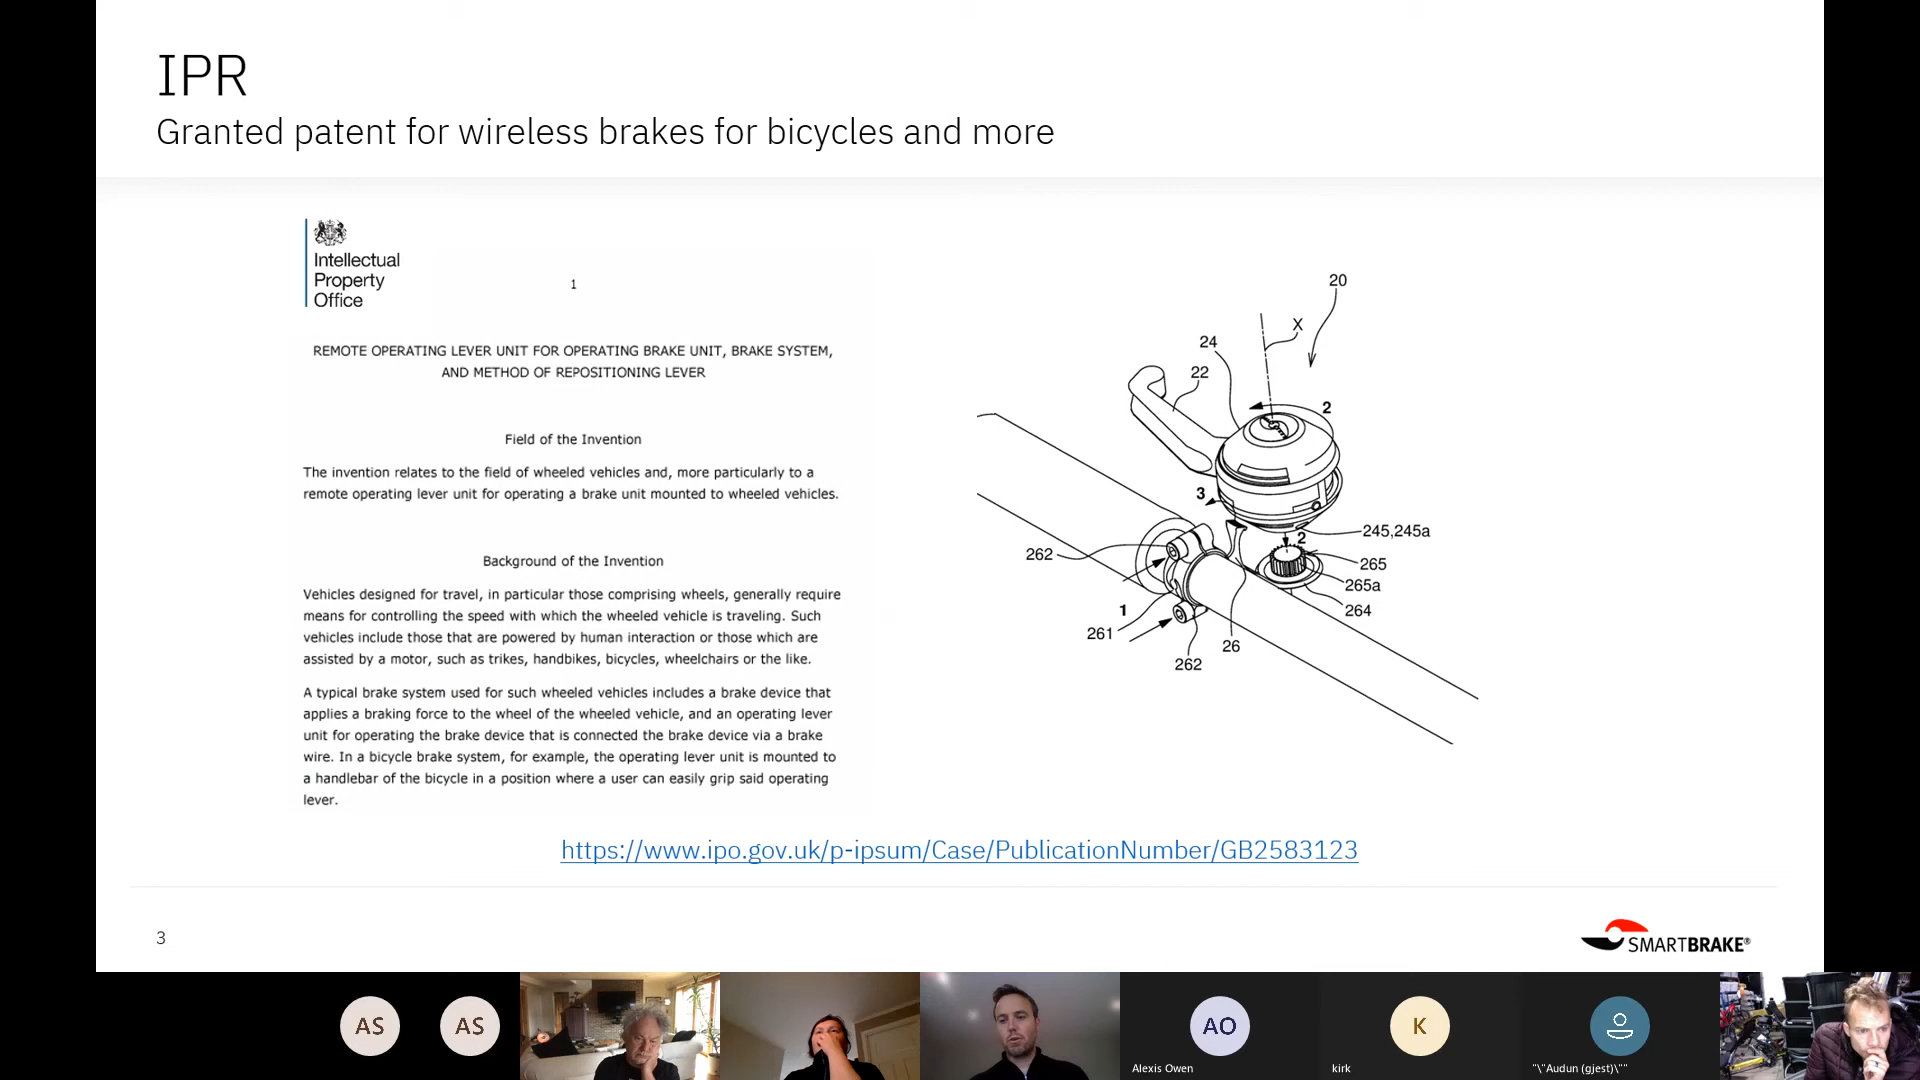 IPR
Granted patent for wireless brakes for bicycles and more
Intellectual
Property
Office
1
REMOTE OPERATING LEVER UNIT FOR OPERATING BRAKE UNIT, BRAKE SYSTEM,
AND METHOD OF REPOSITIONING LEVER
Field of the Invention
The invention relates to the field of wheeled vehicles and, more particularly to a
remote operating lever unit for operating a brake unit mounted to wheeled vehicles.
Background of the Invention
Vehicles designed for travel, in particular those comprising wheels, generally require
means for controlling the speed with which the wheeled vehicle is traveling. Such
vehicles include those that are powered by human interaction or those which are
assisted by a motor, such as trikes, handbikes, bicycles, wheelchairs or the like.
A typical brake system used for such wheeled vehicles includes a brake device that
applies a braking force to the wheel of the wheeled vehicle, and an operating lever
unit for operating the brake device that is connected the brake device via a brake
wire. In a bicycle brake system, for example, the operating lever unit is mounted to
a handlebar of the bicycle in a position where a user can easily grip said operating
lever.
20
X
24
22
2
3
245,245a
2
262
265
265a
1
264
261
26
262
https://www.ipo.gov.uk/p-ipsum/Case/PublicationNumber/GB2583123
3
SMARTBRAKE®
AS
AS
AO
K
Alexis Owen
kirk
"\"Audun (gjest)\""